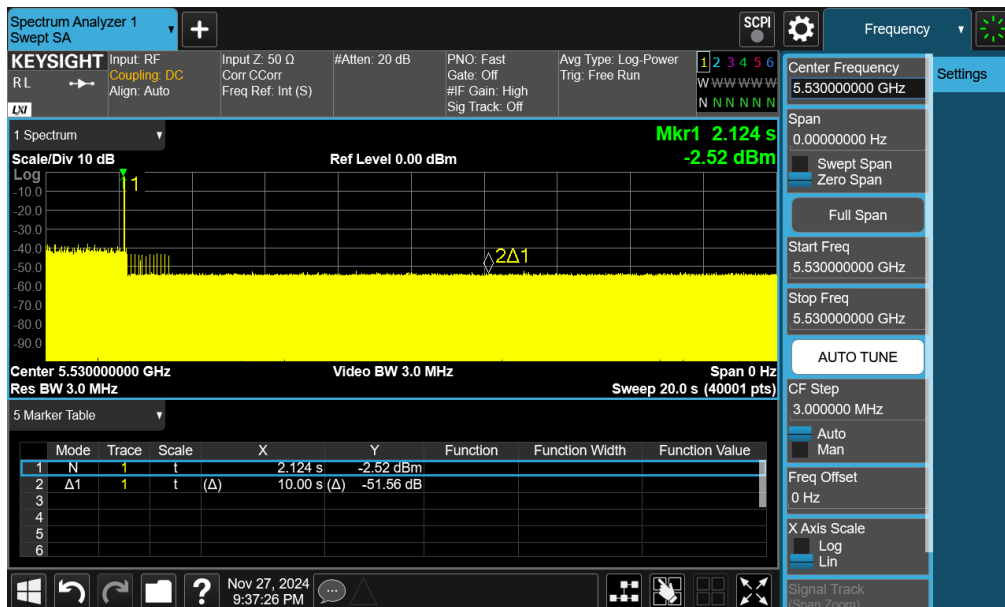 Spectrum Analyzer 1
Swept SA
+
SCPI
Frequency
KEYSIGHT
RL
LXI
Input: RF
Coupling: DC
Align: Auto
Input Z: 50 Ω
Corr CCorr
Freq Ref: Int (S)
#Atten: 20 dB
PNO: Fast
Gate: Off
#IF Gain: High
Sig Track: Off
Avg Type: Log-Power
Trig: Free Run
1 2 3 4 5 6
W W W W W W
N N N N N N
1 Spectrum
Mkr1 2.124 s
-2.52 dBm
Scale/Div 10 dB
Ref Level 0.00 dBm
Log
1
-10.0
-20.0
-30.0
-40.0
2Δ1
-50.0
-60.0
-70.0
-80.0
-90.0
Center 5.530000000 GHz
Video BW 3.0 MHz
Span 0 Hz
Res BW 3.0 MHz
Sweep 20.0 s (40001 pts)
5 Marker Table
Mode Trace Scale X Y Function Function Width Function Value
1 N 1 t 2.124 s -2.52 dBm
2 Δ1 1 t (Δ) 10.00 s (Δ) -51.56 dB
3
4
5
6
?
Nov 27, 2024
9:37:26 PM
Settings
Center Frequency
5.530000000 GHz
Span
0.00000000 Hz
Swept Span
Zero Span
Full Span
Start Freq
5.530000000 GHz
Stop Freq
5.530000000 GHz
AUTO TUNE
CF Step
3.000000 MHz
Auto
Man
Freq Offset
0 Hz
X Axis Scale
Log
Lin
Signal Track
(Span Zoom)